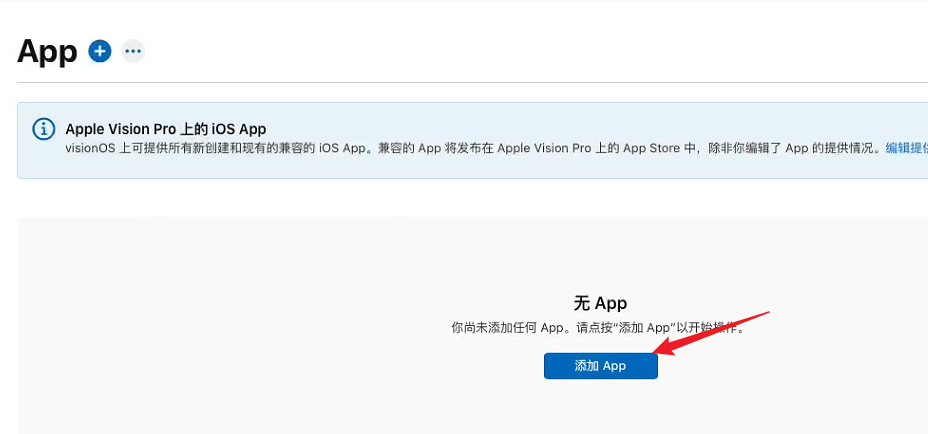 App
Apple Vision Pro 上的 iOS App
visionOS 上可提供所有新创建和现有的兼容的 iOS App。兼容的 App 将发布在 Apple Vision Pro 上的 App Store 中，除非你编辑了 App 的提供情况。编辑提供
无 App
你尚未添加任何 App。请点按“添加 App”以开始操作。
添加 App